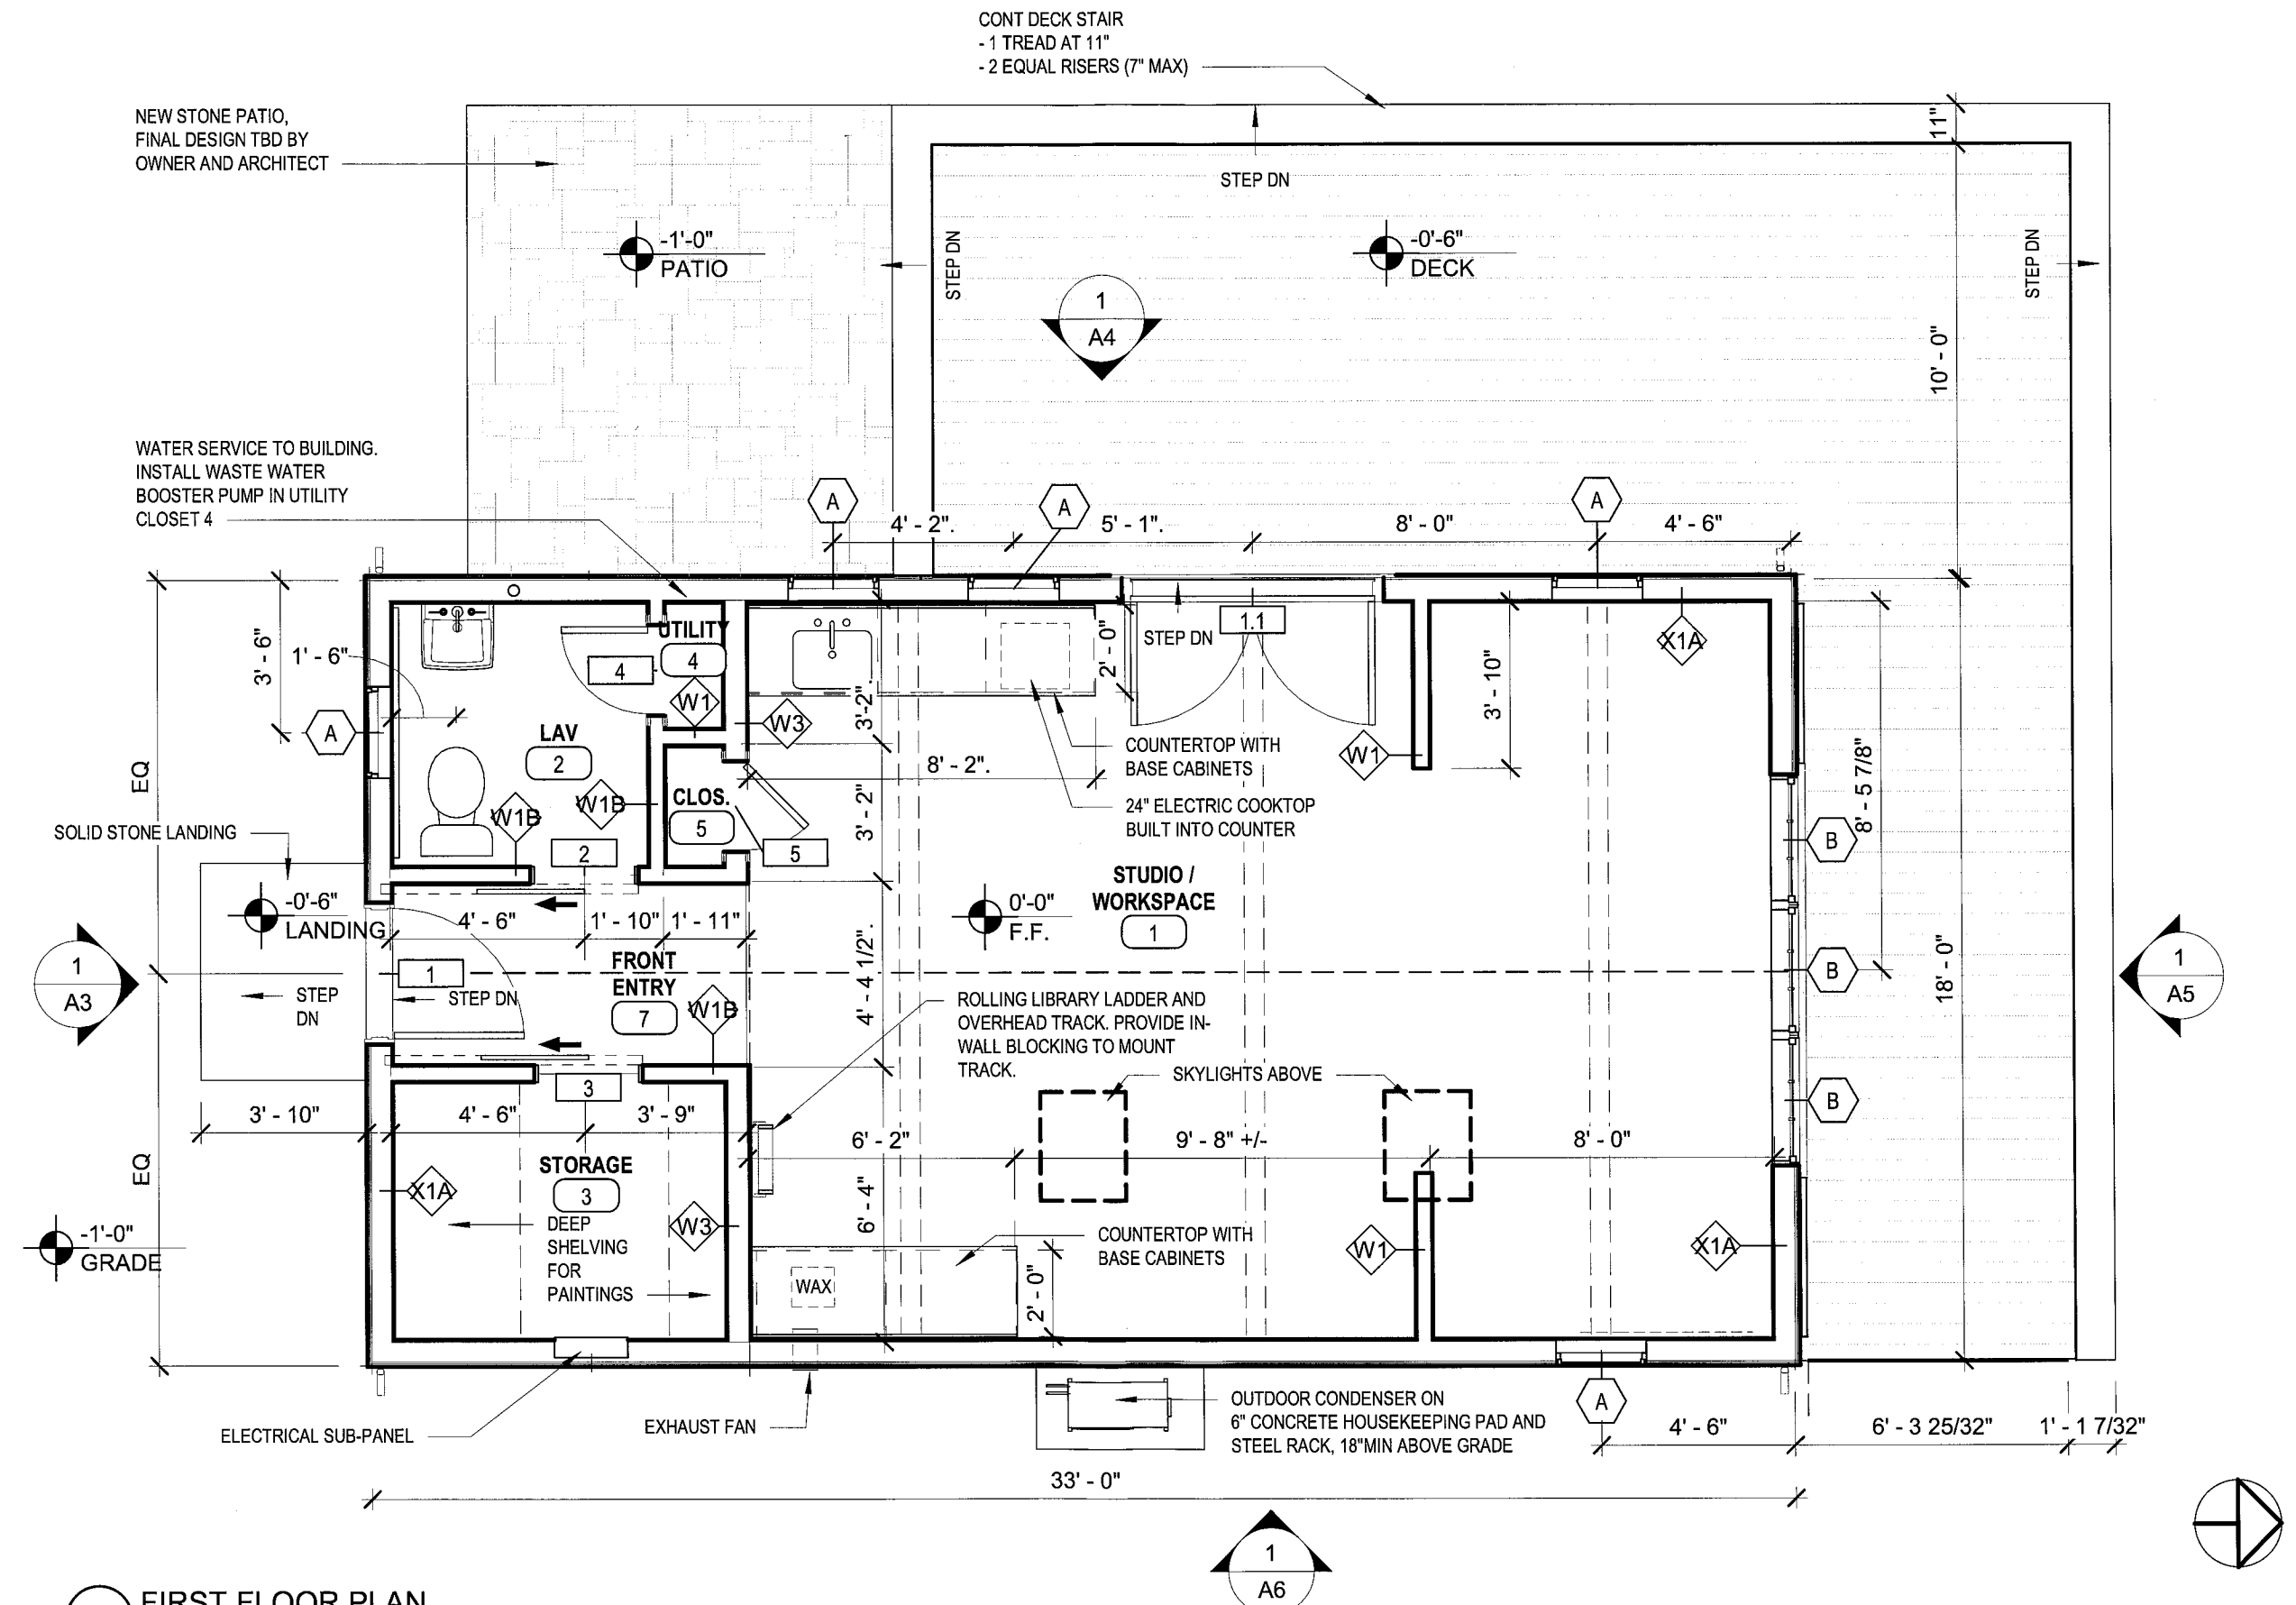 CONT DECK STAIR
- 1 TREAD AT 11"
- 2 EQUAL RISERS (7" MAX)
NEW STONE PATIO,
FINAL DESIGN TBD BY
OWNER AND ARCHITECT
11"
STEP DN
-1'-0"
PATIO
STEP DN
-0'-6"
DECK
STEP DN
1
A4
10' - 0"
WATER SERVICE TO BUILDING.
INSTALL WASTE WATER
BOOSTER PUMP IN UTILITY
CLOSET 4
A
A
A
4' - 2".
5' - 1".
8' - 0"
4' - 6"
3' - 6"
1' - 6"
A
EQ
UTILITY
4
4
W1
W3
LAV
2
W1B
W1B
2
CLOS.
5
5
3'-2".
3' - 2"
8' - 2".
2' - 0"
STEP DN
1.1
COUNTERTOP WITH
BASE CABINETS
24" ELECTRIC COOKTOP
BUILT INTO COUNTER
W1
3' - 10"
X1A
8' - 5 7/8"
B
B
B
18' - 0"
SOLID STONE LANDING
-0'-6"
LANDING
4' - 6"
1' - 10"
1' - 11"
1
STEP
DN
STEP DN
FRONT
ENTRY
7
W1B
4' - 4 1/2".
0'-0"
F.F.
STUDIO /
WORKSPACE
1
1
A3
1
A5
ROLLING LIBRARY LADDER AND
OVERHEAD TRACK. PROVIDE IN-
WALL BLOCKING TO MOUNT
TRACK.
SKYLIGHTS ABOVE
3
3' - 10"
4' - 6"
3' - 9"
6' - 2"
9' - 8" +/-
8' - 0"
EQ
STORAGE
3
X1A
DEEP
SHELVING
FOR
PAINTINGS
W3
6' - 4"
COUNTERTOP WITH
BASE CABINETS
WAX
2' - 0"
W1
X1A
-1'-0"
GRADE
ELECTRICAL SUB-PANEL
EXHAUST FAN
OUTDOOR CONDENSER ON
6" CONCRETE HOUSEKEEPING PAD AND
STEEL RACK, 18"MIN ABOVE GRADE
A
4' - 6"
6' - 3 25/32"
1' - 1 7/32"
33' - 0"
1
A6
FIRST FLOOR PLAN